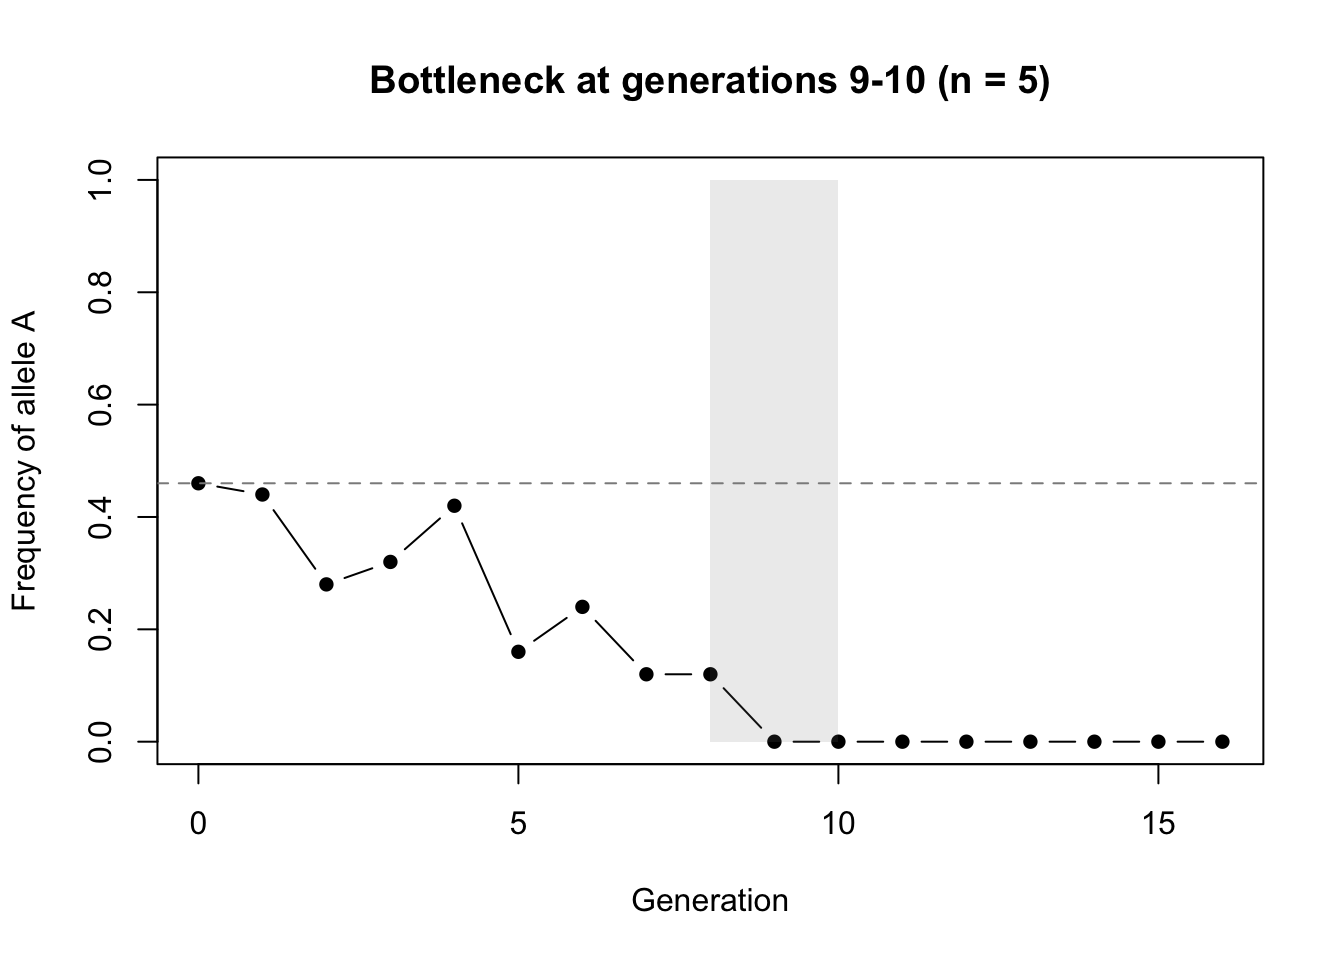 Bottleneck at generations 9-10 (n = 5)
Frequency of allele A
1.0
0.8
0.6
0.4
0.2
0.0
0 5 10 15
Generation